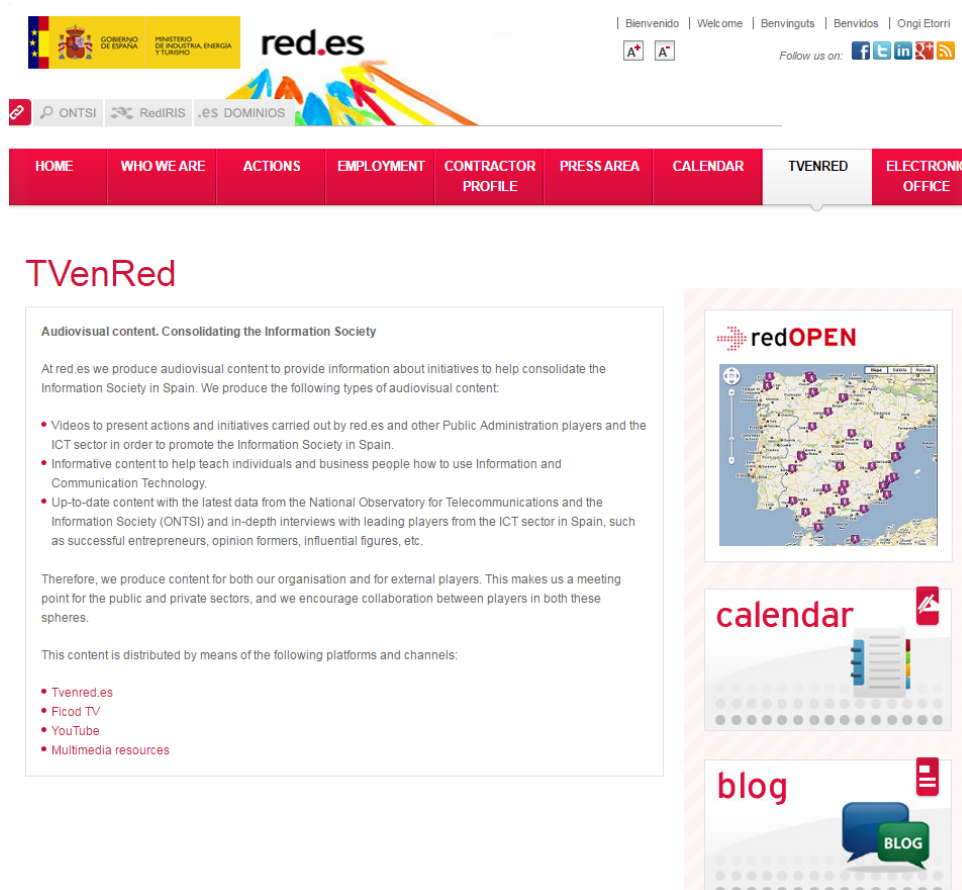 Bienvenido | Welcome | Benvinguts | Benvidos | Ongi Etorri
GOBIERNO DE ESPAÑA
MINISTERIO DE INDUSTRIA, ENERGÍA Y TURISMO
red.es
A+ A-
Follow us on:
ONTSI RedIRIS .es DOMINIOS
HOME
WHO WE ARE
ACTIONS
EMPLOYMENT
CONTRACTOR PROFILE
PRESS AREA
CALENDAR
TVENRED
ELECTRONIC OFFICE
TVenRed
Audiovisual content. Consolidating the Information Society
At red.es we produce audiovisual content to provide information about initiatives to help consolidate the
Information Society in Spain. We produce the following types of audiovisual content:
Videos to present actions and initiatives carried out by red.es and other Public Administration players and the
ICT sector in order to promote the Information Society in Spain.
Informative content to help teach individuals and business people how to use Information and
Communication Technology.
Up-to-date content with the latest data from the National Observatory for Telecommunications and the
Information Society (ONTSI) and in-depth interviews with leading players from the ICT sector in Spain, such
as successful entrepreneurs, opinion formers, influential figures, etc.
Therefore, we produce content for both our organisation and for external players. This makes us a meeting
point for the public and private sectors, and we encourage collaboration between players in both these
spheres.
This content is distributed by means of the following platforms and channels:
Tvenred.es
Ficod TV
YouTube
Multimedia resources
redOPEN
calendar
blog
BLOG